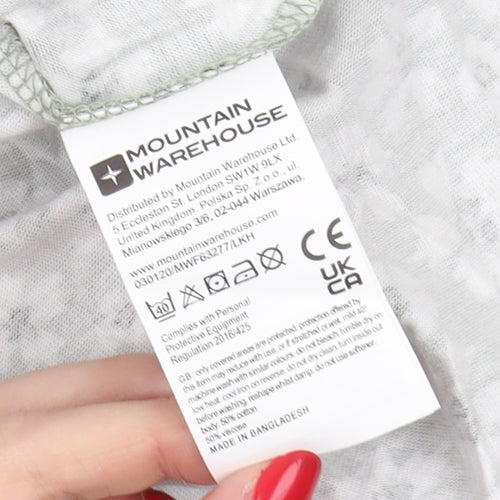 MOUNTAIN
WAREHOUSE
Distributed by Mountain Warehouse Ltd.
5 Eccleston St. London SW1W 9LX
United Kingdom, Polska Sp. Z.o.o., ul.
Mianowskiego 3/6, 02-044 Warszawa.
www.mountainwarehouse.com
030120/MWF63277/LKH
40
CE
UK
CA
Complies with Personal
Protective Equipment
Regulation 2016/425
GB: only covered areas are protected, protection offered by
this item may reduce with use, or if stretched or wet. mild 40°
machine wash with similar colours. do not bleach. tumble dry on
low heat. cool iron on reverse. do not dry clean. turn inside out
before washing. reshape whilst damp. do not use softener.
body: 50% cotton
50% viscose
MADE IN BANGLADESH